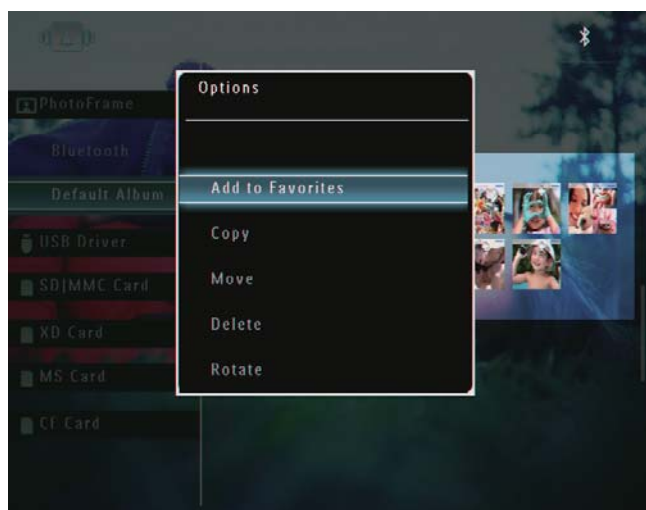 Options
PhotoFrame
Bluetooth
Default Album
USB Driver
SD|MMC Card
XD Card
MS Card
CF Card
Add to Favorites
Copy
Move
Delete
Rotate